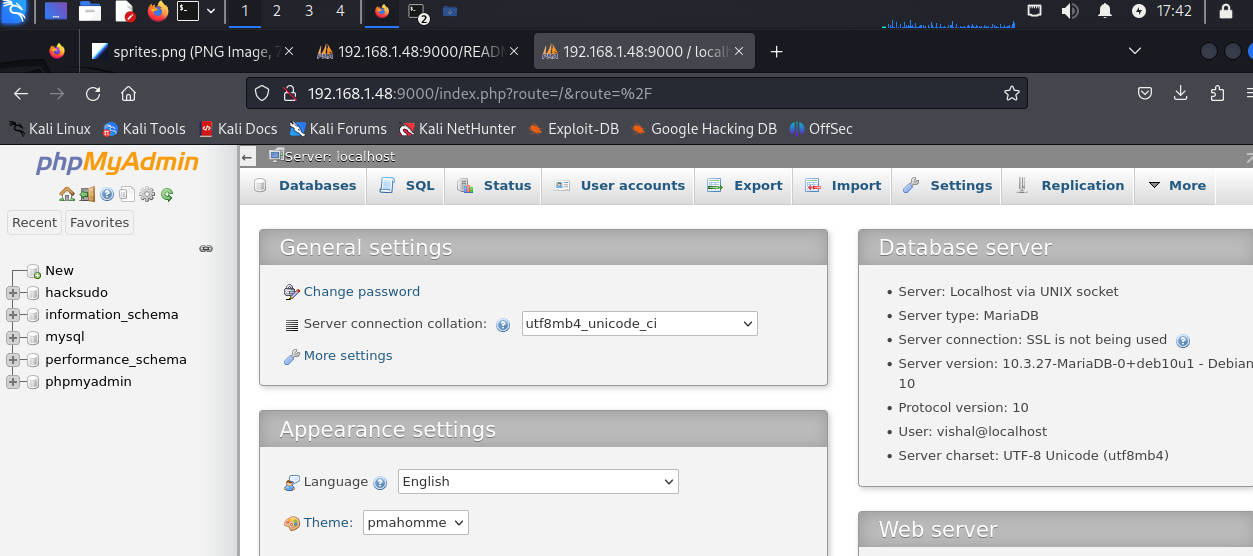 1 2 3 4 2 17:42
sprites.png (PNG Image, 192.168.1.48:9000/READ 192.168.1.48:9000 / local
192.168.1.48:9000/index.php?route=/&route=%2F
Kali Linux Kali Tools Kali Docs Kali Forums Kali NetHunter Exploit-DB Google Hacking DB OffSec
phpMyAdmin
Server: localhost
Databases SQL Status User accounts Export Import Settings Replication More
Recent Favorites
New
hacksudo
information_schema
mysql
performance_schema
phpmyadmin
General settings
Change password
Server connection collation: utf8mb4_unicode_ci
More settings
Appearance settings
Language English
Theme: pmahomme
Database server
• Server: Localhost via UNIX socket
• Server type: MariaDB
• Server connection: SSL is not being used
• Server version: 10.3.27-MariaDB-0+deb10u1 - Debian
10
• Protocol version: 10
• User: vishal@localhost
• Server charset: UTF-8 Unicode (utf8mb4)
Web server